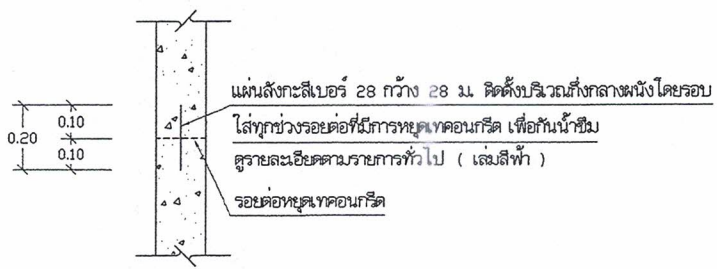 แผ่นสังกะสีเบอร์ 28 กว้าง 28 ม. ติดตั้งบริเวณกึ่งกลางผนังโดยรอบ
0.10
ใส่ทุกช่วงรอยต่อที่มีการหยุดเทคอนกรีต เพื่อกันน้ำซึม
0.20
0.10
ดูรายละเอียดตามรายการทั่วไป ( เล่มสีฟ้า )
รอยต่อหยุดเทคอนกรีต